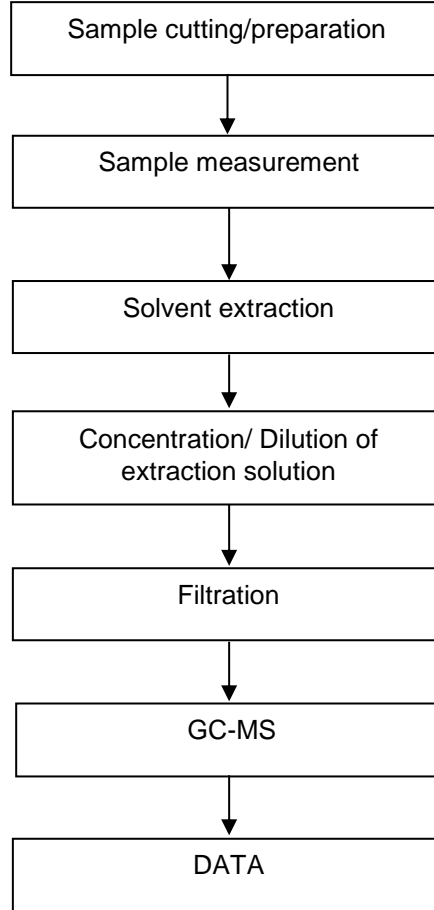 Sample cutting/preparation
Sample measurement
Solvent extraction
Concentration/ Dilution of
extraction solution
Filtration
GC-MS
DATA